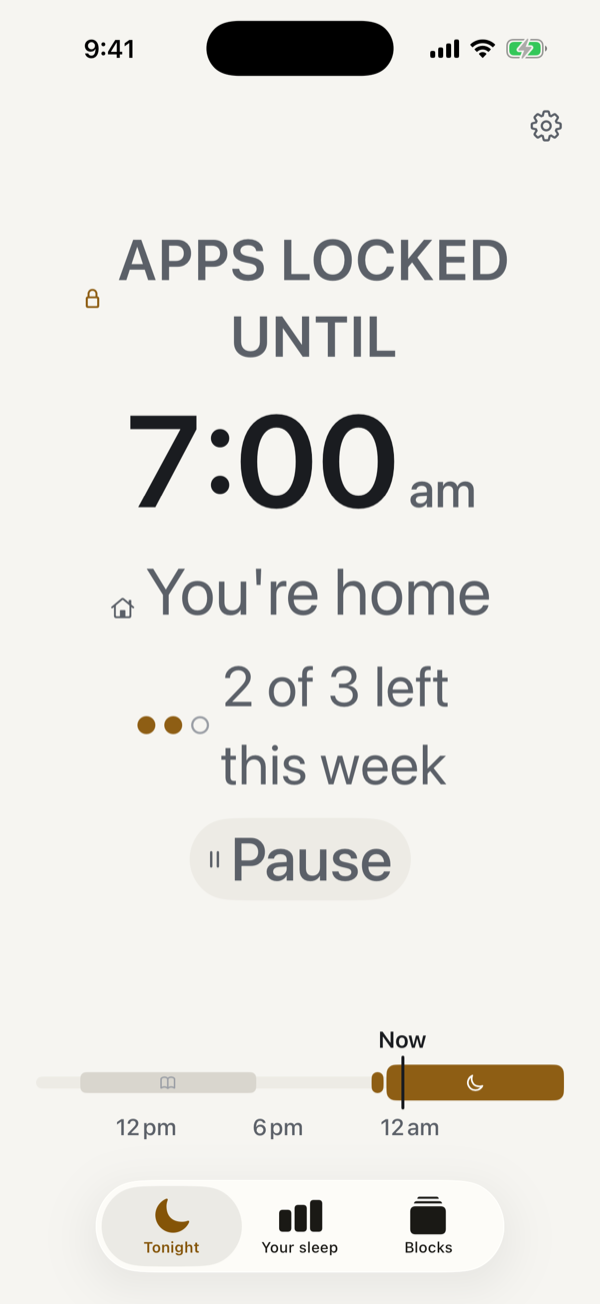 9:41
APPS LOCKED
UNTIL
7:00 am
You're home
2 of 3 left
this week
Pause
Now
12 pm
6 pm
12 am
Tonight
Your sleep
Blocks